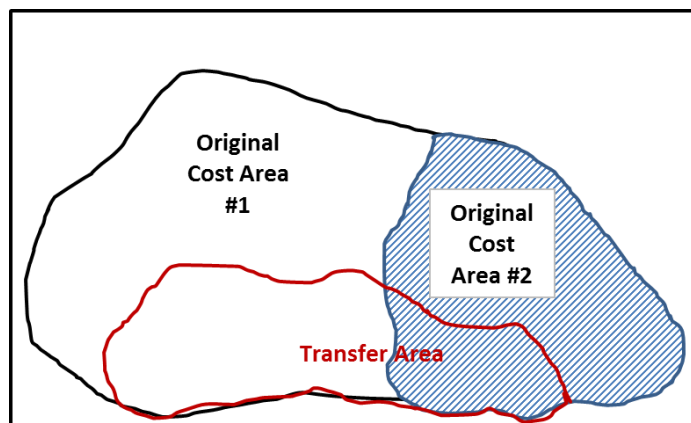 Original
Cost Area
#1
Original
Cost
Area #2
Transfer Area